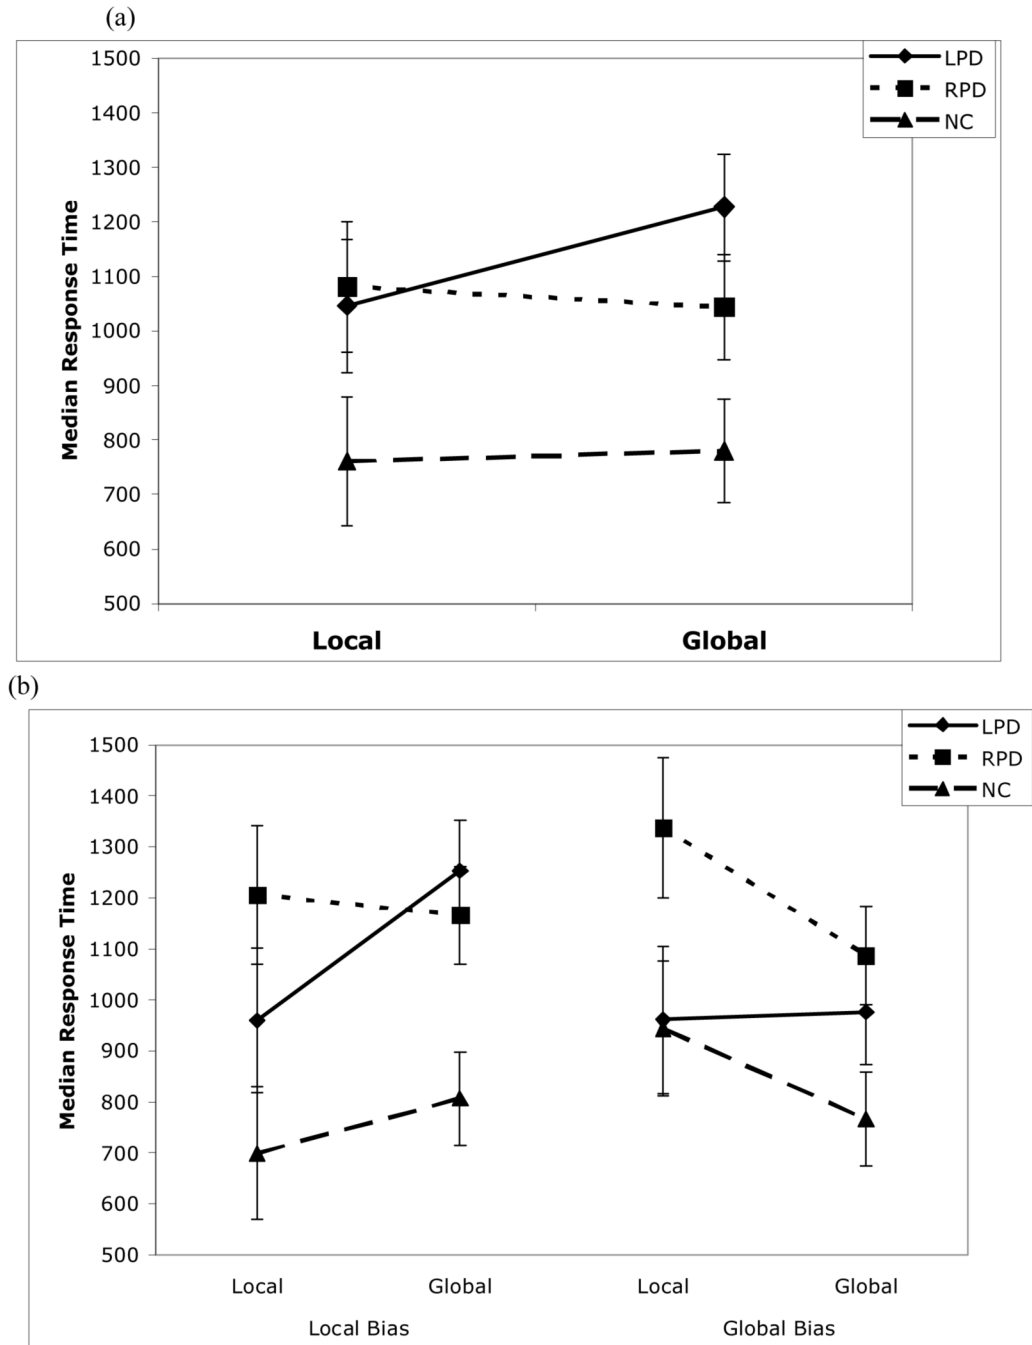 (a)
1500
1400
1300
1200
1100
1000
900
800
700
600
500
Median Response Time
LPD
RPD
NC
Local Global
(b)
1500
1400
1300
1200
1100
1000
900
800
700
600
500
Median Response Time
LPD
RPD
NC
Local Global Local Global
Local Bias Global Bias